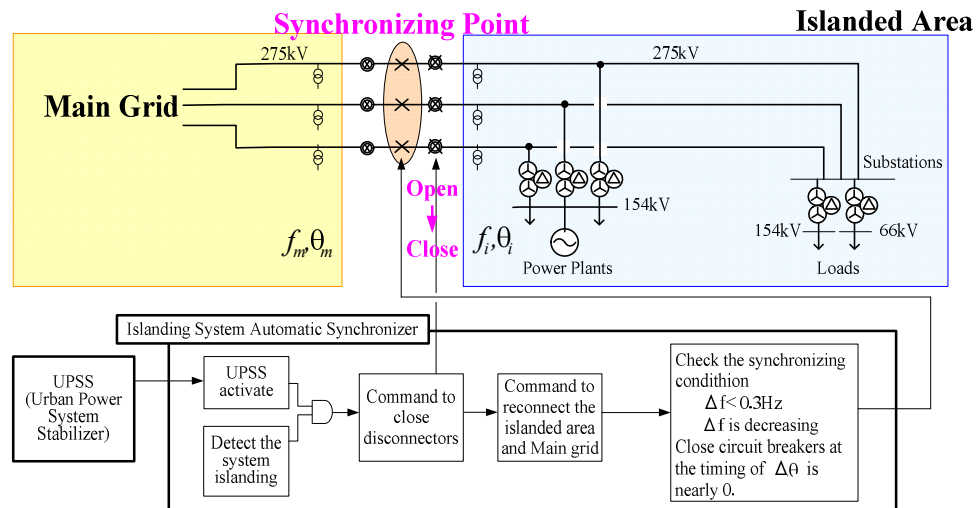 Synchronizing Point
Islanded Area
275kV
275kV
Main Grid
Substations
Open
Close
154kV
154kV
66kV
fm,θm
fi,θi
Power Plants
Loads
Islanding System Automatic Synchronizer
UPSS
(Urban Power
System
Stabilizer)
UPSS
activate
Detect the
system
islanding
Command to
close
disconnectors
Command to
reconnect the
islanded area
and Main grid
Check the synchronizing
condithion
Δf<0.3Hz
Δf is decreasing
Close circuit breakers at
the timing of Δθ is
nearly 0.